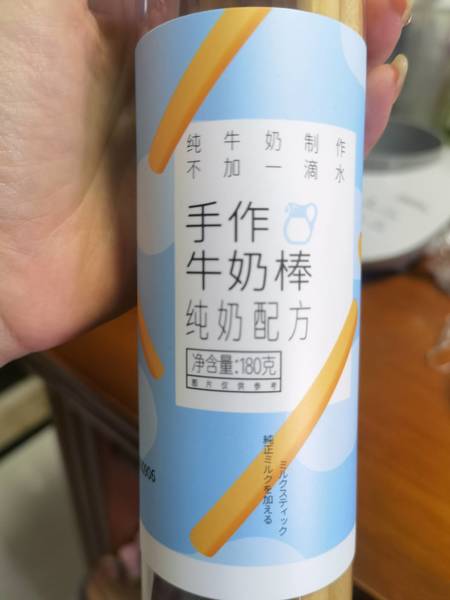 纯牛奶制作
不加一滴水
手作
牛奶棒
纯奶配方
净含量:180克
图片仅供参考
ミルクスティック
純正ミルクを加える